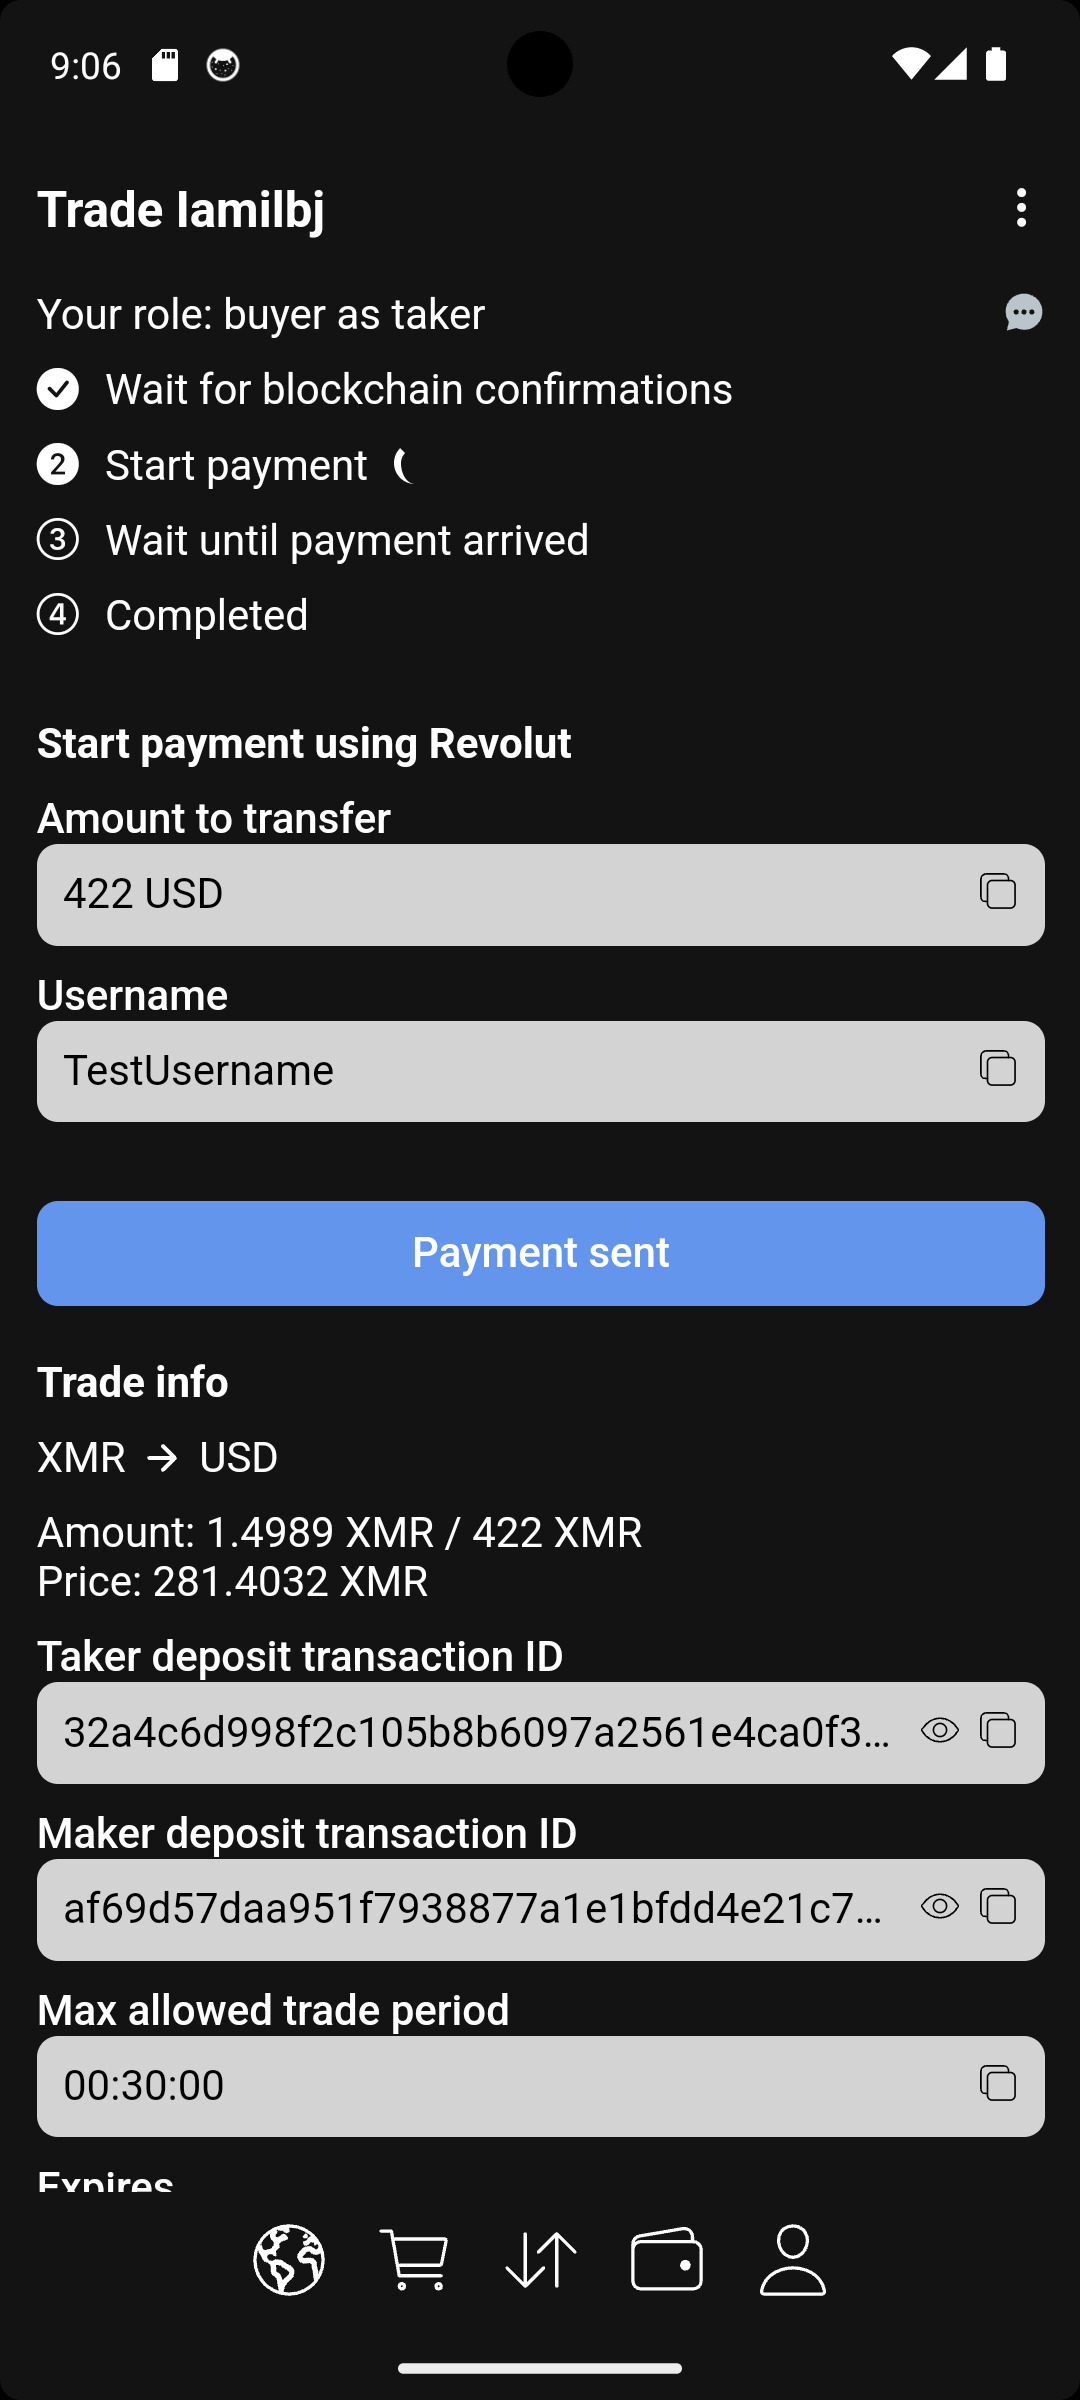 9:06
Trade Iamilbj
Your role: buyer as taker
Wait for blockchain confirmations
2 Start payment
3 Wait until payment arrived
4 Completed
Start payment using Revolut
Amount to transfer
422 USD
Username
TestUsername
Payment sent
Trade info
XMR → USD
Amount: 1.4989 XMR / 422 XMR
Price: 281.4032 XMR
Taker deposit transaction ID
32a4c6d998f2c105b8b6097a2561e4ca0f3...
Maker deposit transaction ID
af69d57daa951f7938877a1e1bfdd4e21c7...
Max allowed trade period
00:30:00
Expires